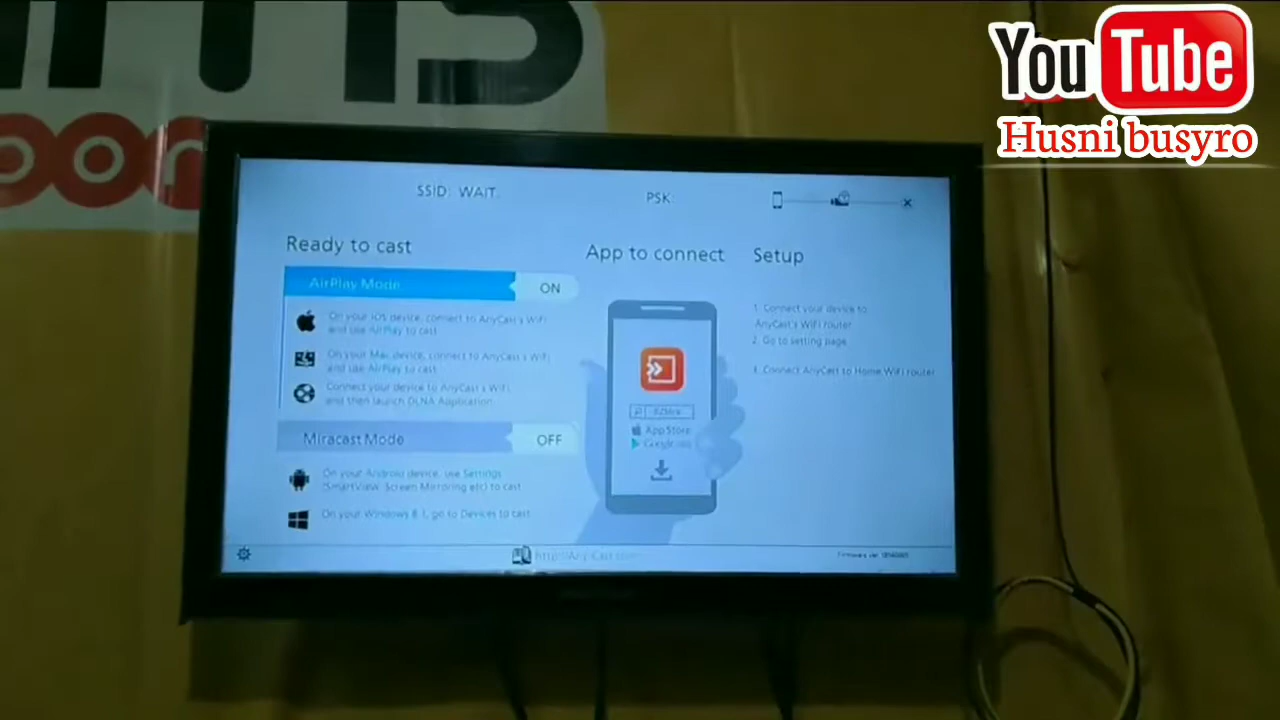 YouTube
Husni busyro
SSID: WAIT.
PSK:
Ready to cast
App to connect
Setup
AirPlay Mode
ON
On your iOS device, connect to AnyCast's WiFi
and use AirPlay to cast
On your Mac device, connect to AnyCast's WiFi
and use AirPlay to cast
Connect your device to AnyCast's WiFi,
and then launch DLNA Application
Miracast Mode
OFF
On your Android device, use Settings
(SmartView, Screen Mirroring etc) to cast
On your Windows 8.1, go to Devices to cast
App Store
1. Connect your device to
AnyCast's WiFi router
2. Go to setting page
Connect AnyCast to Home WiFi router
Firmware Ver